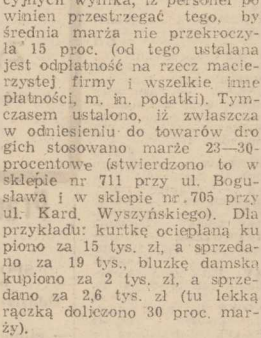 cyjnych wynika, iż personel po
winien przestrzegać tego, by
średnia marża nie przekroczy-
ła 15 proc. (od tego ustalana
jest odpłatność na rzecz macie-
rzystej firmy i wszelkie inne
płatności, m. in. podatki). Tym-
czasem ustalono, iż zwłaszcza
w odniesieniu do towarów dro
gich stosowano marże 23—30-
procentowe (stwierdzono to w
sklepie nr 711 przy ul. Bogu-
sława i w sklepie nr 705 przy
ul. Kard. Wyszyńskiego). Dla
przykładu: kurtkę ocieplaną ku
piono za 15 tys. zł, a sprzeda-
no za 19 tys., bluzkę damską
kupiono za 2 tys. zł, a sprze-
dano za 2,6 tys. zł (tu lekką
rączką doliczono 30 proc. mar-
ży).